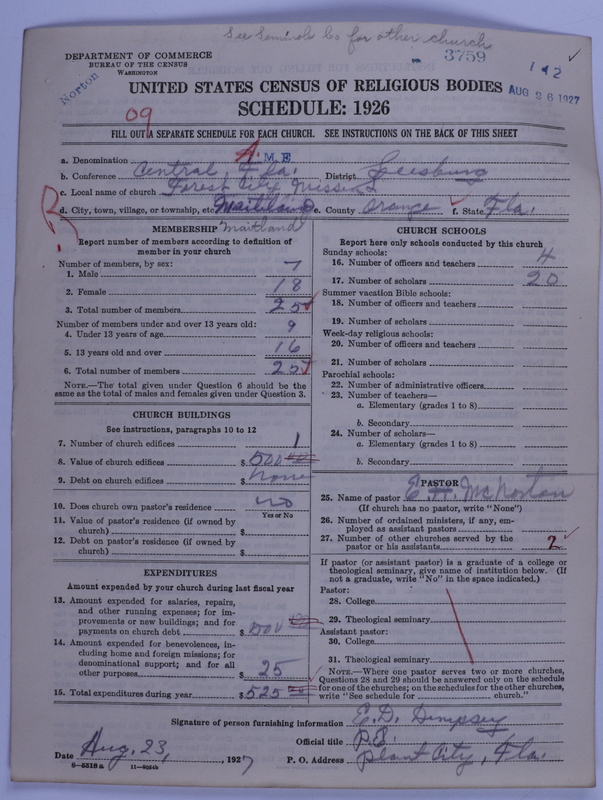 See Seminole Co for other church
DEPARTMENT OF COMMERCE
BUREAU OF THE CENSUS
WASHINGTON
Norton
3759
1 2
AUG 26 1927
UNITED STATES CENSUS OF RELIGIOUS BODIES
SCHEDULE: 1926
09
FILL OUT A SEPARATE SCHEDULE FOR EACH CHURCH. SEE INSTRUCTIONS ON THE BACK OF THIS SHEET
a. Denomination A. M. E
b. Conference Central, Fla. District Leesburg
c. Local name of church Forest City Mission
d. City, town, village, or township, etc. Maitland e. County Orange f. State Fla.
MEMBERSHIP Maitland
Report number of members according to definition of
member in your church
Number of members, by sex:
1. Male 7
2. Female 18
3. Total number of members 25
Number of members under and over 13 years old:
4. Under 13 years of age 9
5. 13 years old and over 16
6. Total number of members 25
NOTE.—The total given under Question 6 should be the
same as the total of males and females given under Question 3.
CHURCH BUILDINGS
See instructions, paragraphs 10 to 12
7. Number of church edifices 1
8. Value of church edifices $ 500 00
9. Debt on church edifices $ None
10. Does church own pastor's residence no
Yes or No
11. Value of pastor's residence (if owned by
church) $
12. Debt on pastor's residence (if owned by
church) $
EXPENDITURES
Amount expended by your church during last fiscal year
13. Amount expended for salaries, repairs,
and other running expenses; for im-
provements or new buildings; and for
payments on church debt $ 500 00
14. Amount expended for benevolences, in-
cluding home and foreign missions; for
denominational support; and for all
other purposes $ 25
15. Total expenditures during year $ 525 00
CHURCH SCHOOLS
Report here only schools conducted by this church
Sunday schools:
16. Number of officers and teachers 4
17. Number of scholars 20
Summer vacation Bible schools:
18. Number of officers and teachers
19. Number of scholars
Week-day religious schools:
20. Number of officers and teachers
21. Number of scholars
Parochial schools:
22. Number of administrative officers
23. Number of teachers—
a. Elementary (grades 1 to 8)
b. Secondary
24. Number of scholars—
a. Elementary (grades 1 to 8)
b. Secondary
PASTOR
25. Name of pastor E. H. McNorton
(If church has no pastor, write "None")
26. Number of ordained ministers, if any, em-
ployed as assistant pastors
27. Number of other churches served by the
pastor or his assistants 2
If pastor (or assistant pastor) is a graduate of a college or
theological seminary, give name of institution below. (If
not a graduate, write "No" in the space indicated.)
Pastor:
28. College
29. Theological seminary
Assistant pastor:
30. College
31. Theological seminary
NOTE.—Where one pastor serves two or more churches,
Questions 28 and 29 should be answered only on the schedule
for one of the churches; on the schedules for the other churches,
write "See schedule for church."
Signature of person furnishing information E. D. Dempsey
Official title P.E.
Date Aug. 23, 1927 P. O. Address Plant City, Fla.
8-5318a 11-8054b